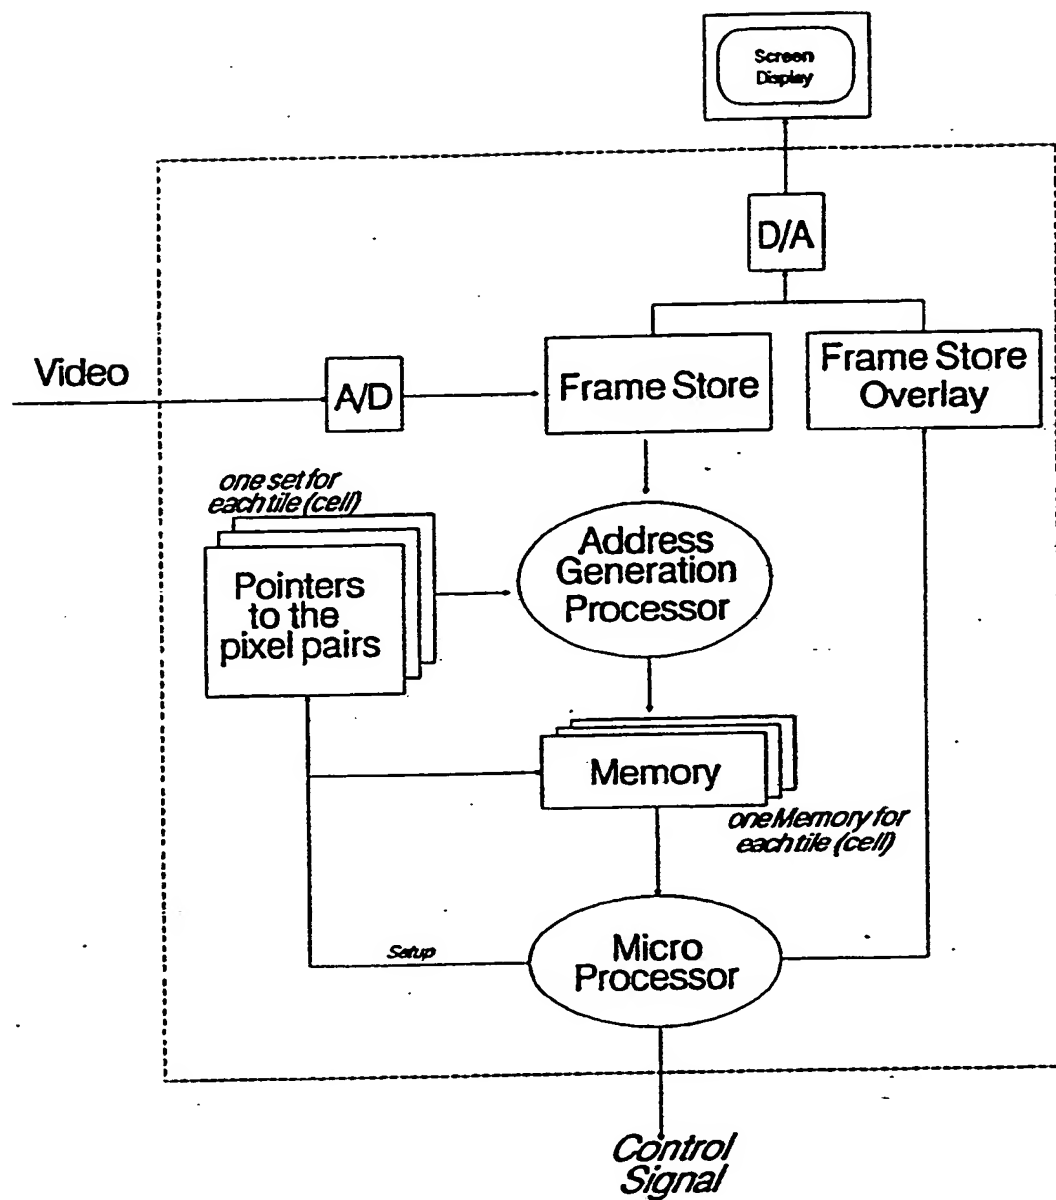 Screen
Display
D/A
Video
A/D
Frame Store
Frame Store
Overlay
one set for
each tile (cell)
Pointers
to the
pixel pairs
Address
Generation
Processor
Memory
one Memory for
each tile (cell)
Setup
Micro
Processor
Control
Signal